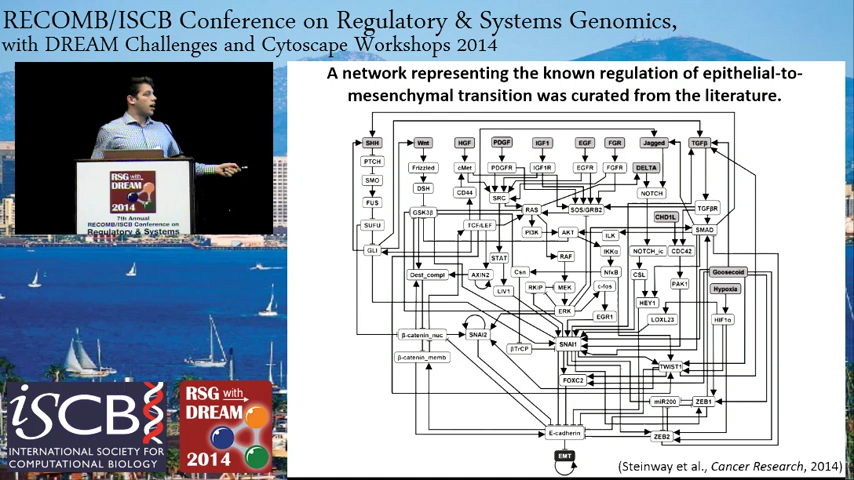 RECOMB/ISCB Conference on Regulatory & Systems Genomics,
with DREAM Challenges and Cytoscape Workshops 2014
RSG with
DREAM
2014
7th Annual
RECOMB/ISCB Conference on
Regulatory & Systems
A network representing the known regulation of epithelial-to-
mesenchymal transition was curated from the literature.
SHH
Wnt
HGF
PDGF
IGF1
EGF
FGR
Jagged
TGFβ
PTCH
Frizzled
cMet
PDGFR
IGF1R
EGFR
FGFR
DELTA
SMO
DSH
CD44
SRC
NOTCH
FUS
GSK3β
RAS
SOS/GRB2
TGFβR
SUFU
TCF/LEF
PI3K
AKT
ILK
CHD1L
SMAD
GLI
STAT
RAF
IKKα
NOTCH_ic
CDC42
Dest_compl
AXIN2
Csn
NfκB
CSL
PAK1
Goosecoid
LIV1
RKIP
MEK
c-fos
HEY1
Hypoxia
ERK
EGR1
LOXL23
HIF1α
β-catenin_nuc
SNAI2
βTrCP
SNAI1
β-catenin_memb
FOXC2
TWIST1
miR200
ZEB1
E-cadherin
ZEB2
EMT
(Steinway et al., Cancer Research, 2014)
iSCB
INTERNATIONAL SOCIETY FOR
COMPUTATIONAL BIOLOGY
RSG with
DREAM
2014